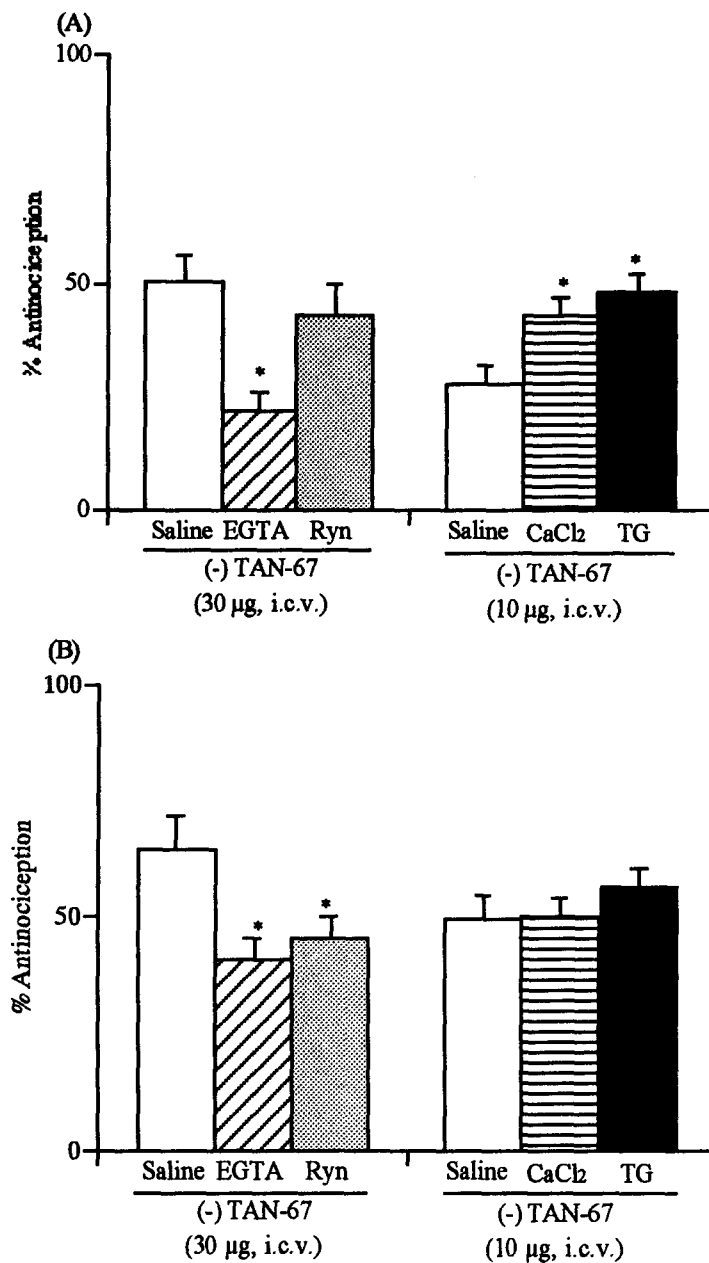 (A)
100
50
0
% Antinociception
*
*
*
Saline EGTA Ryn
Saline CaCl₂ TG
(-) TAN-67
(30 µg, i.c.v.)
(-) TAN-67
(10 µg, i.c.v.)
(B)
100
50
0
% Antinociception
*
*
Saline EGTA Ryn
Saline CaCl₂ TG
(-) TAN-67
(30 µg, i.c.v.)
(-) TAN-67
(10 µg, i.c.v.)